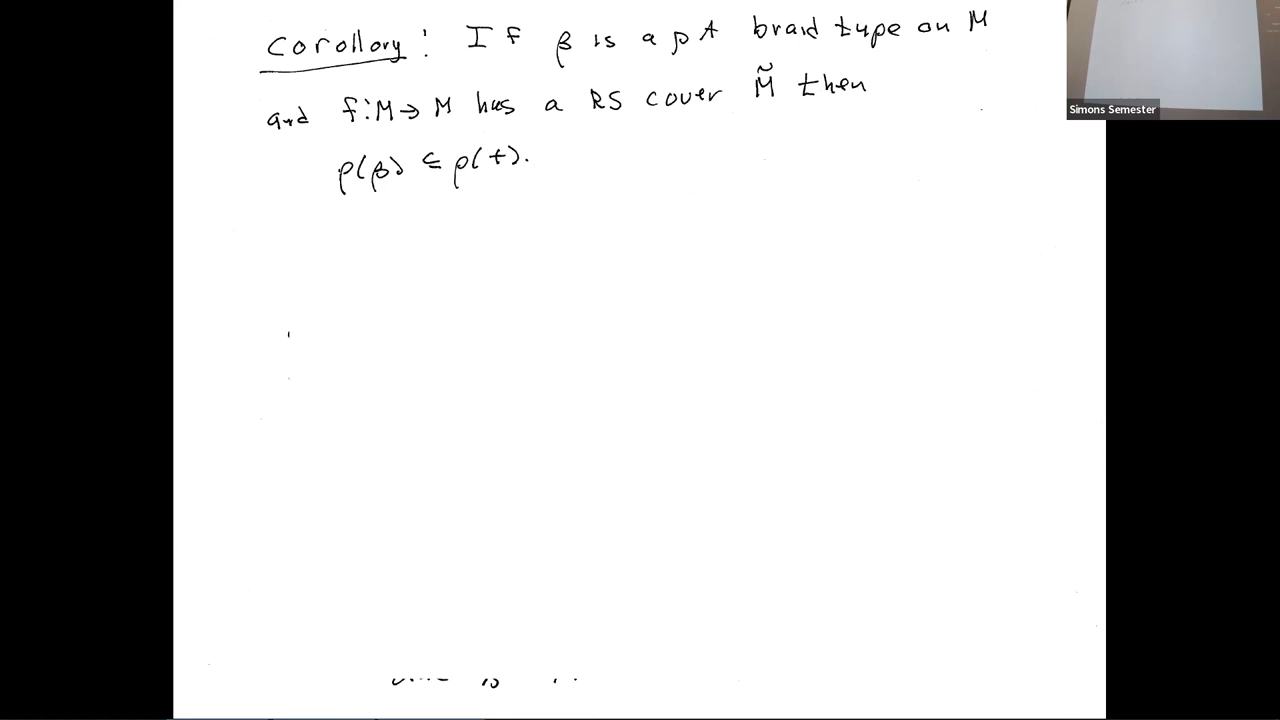 Corollary: If β is a pA braid type on M
and f: M → M has a RS cover M̃ then
ρ(β) ⊆ ρ(f).
Simons Semester